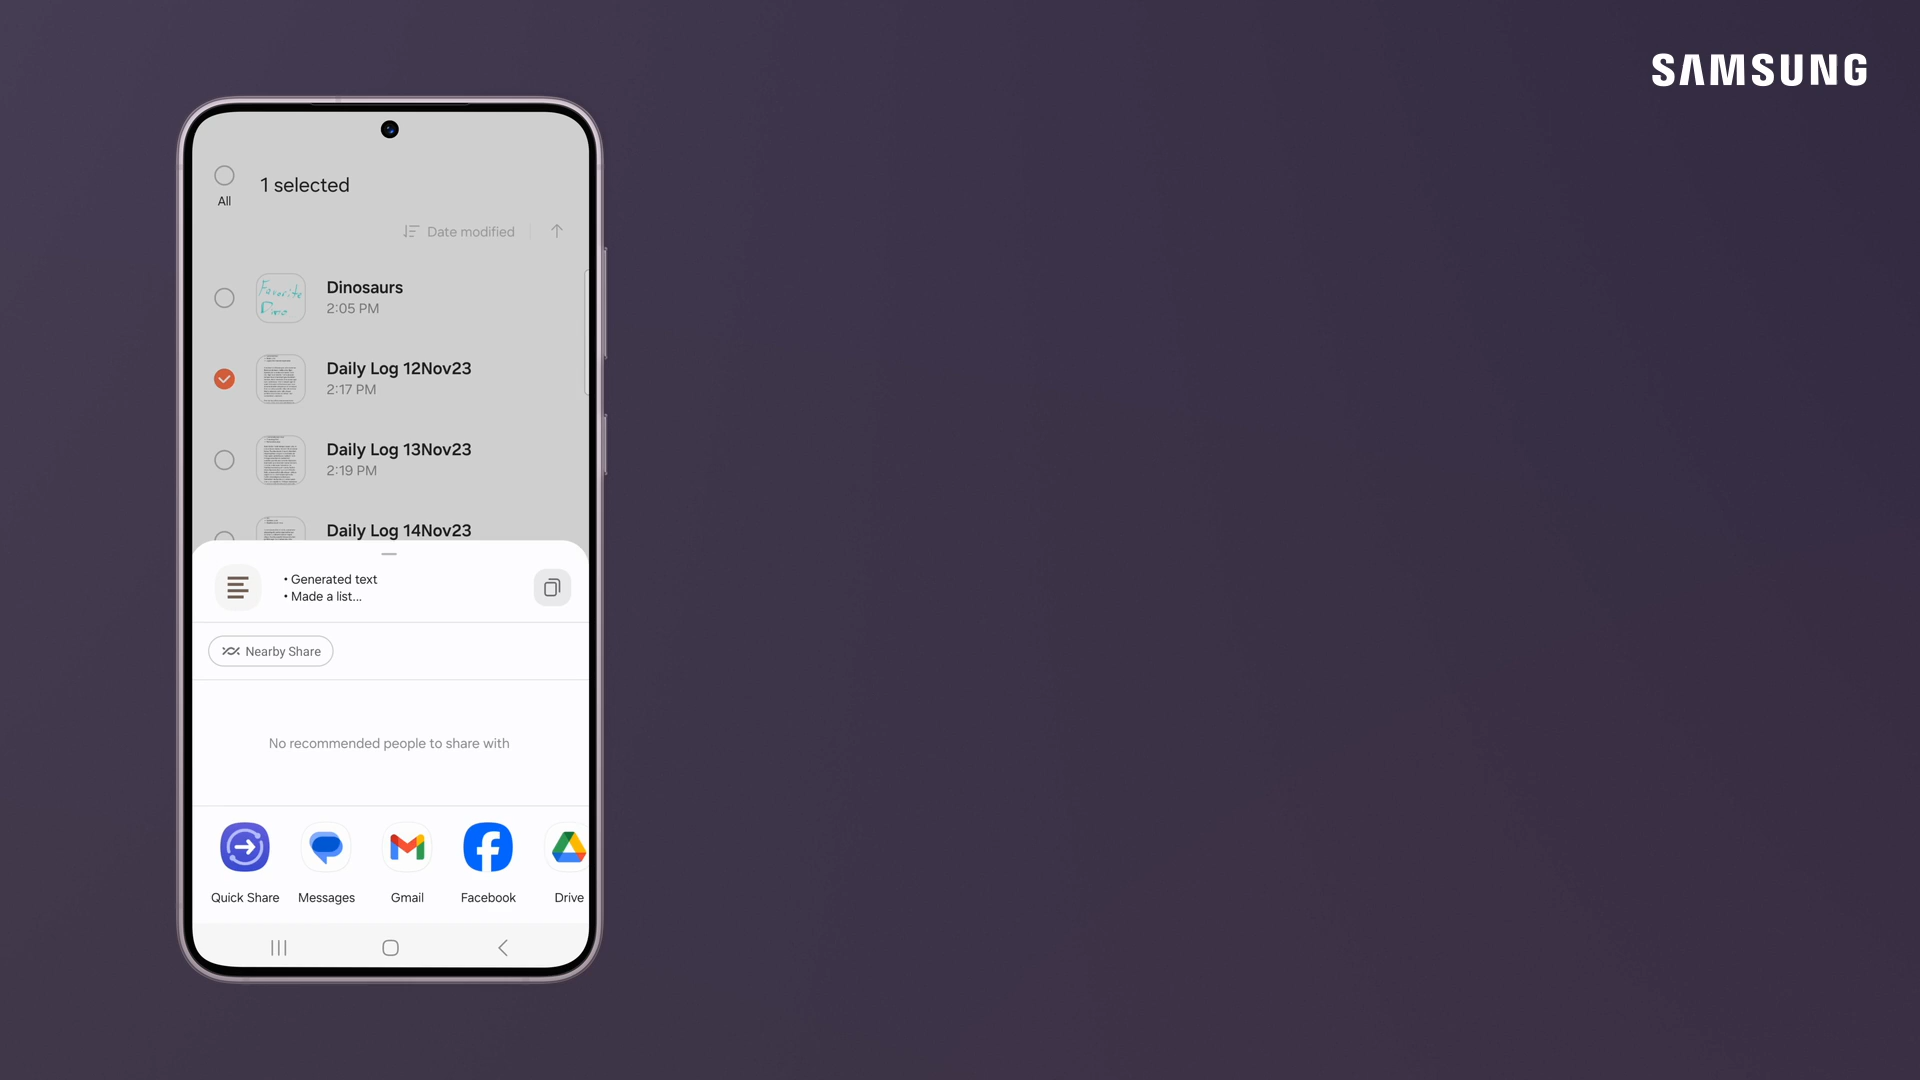 SAMSUNG
All
1 selected
Date modified
Favorite
Dino
Dinosaurs
2:05 PM
Daily Log 12Nov23
2:17 PM
Daily Log 13Nov23
2:19 PM
Daily Log 14Nov23
• Generated text
• Made a list...
Nearby Share
No recommended people to share with
Quick Share
Messages
Gmail
Facebook
Drive